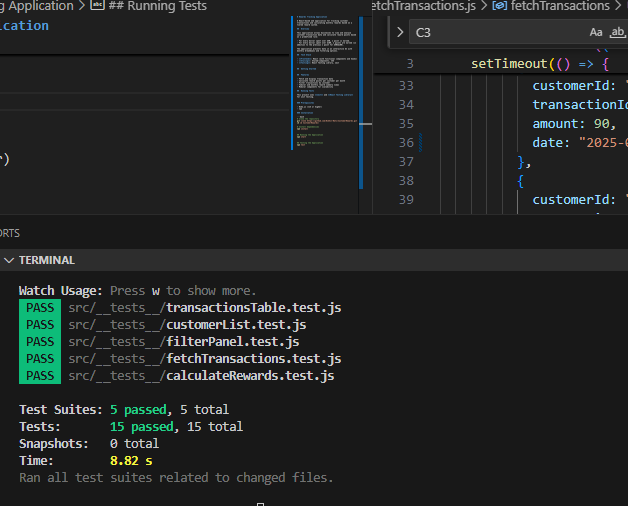 ng Application > ## Running Tests
fetchTransactions.js > fetchTransactions
ication
C3
Aa ab
3 setTimeout(() => {
33 customerId: "
34 transactionId
35 amount: 90,
36 date: "2025-0
37 },
38 {
39 customerId: "
r)
ORTS
TERMINAL
Watch Usage: Press w to show more.
PASS src/__tests__/transactionsTable.test.js
PASS src/__tests__/customerList.test.js
PASS src/__tests__/filterPanel.test.js
PASS src/__tests__/fetchTransactions.test.js
PASS src/__tests__/calculateRewards.test.js
Test Suites: 5 passed, 5 total
Tests: 15 passed, 15 total
Snapshots: 0 total
Time: 8.82 s
Ran all test suites related to changed files.